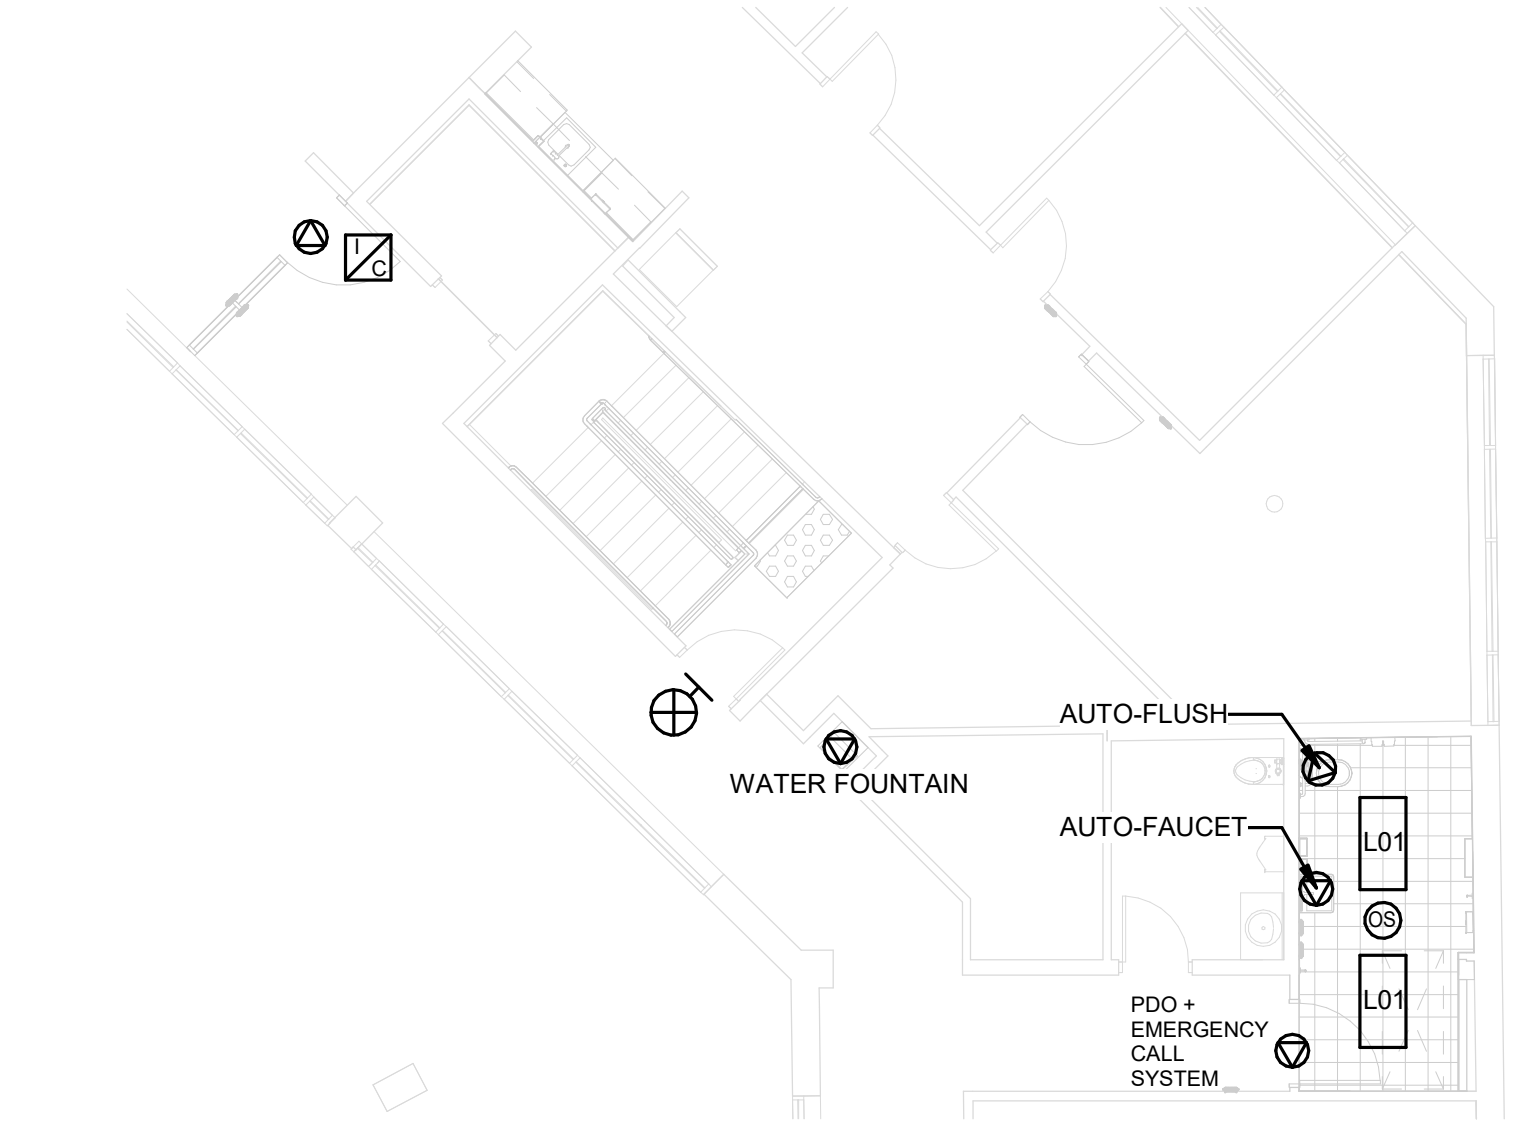 I
C
AUTO-FLUSH
WATER FOUNTAIN
AUTO-FAUCET
L01
OS
L01
PDO +
EMERGENCY
CALL
SYSTEM